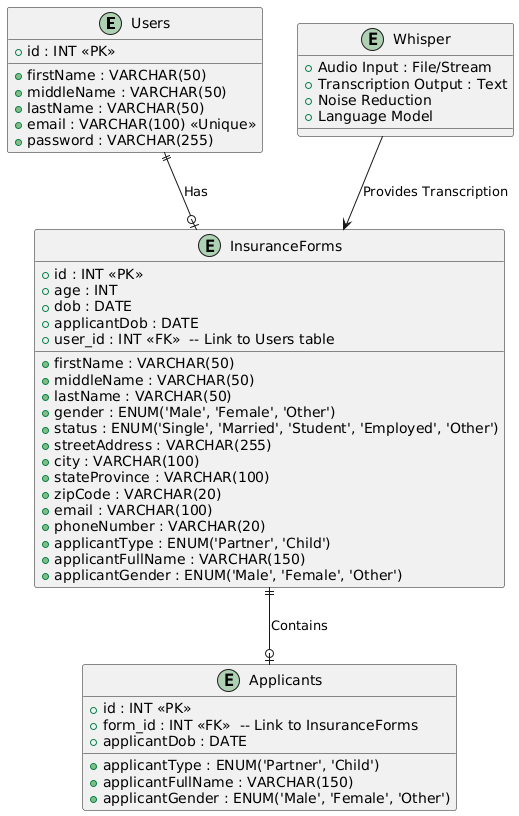 E Users
id : INT «PK»
firstName : VARCHAR(50)
middleName : VARCHAR(50)
lastName : VARCHAR(50)
email : VARCHAR(100) «Unique»
password : VARCHAR(255)
E Whisper
Audio Input : File/Stream
Transcription Output : Text
Noise Reduction
Language Model
Has
Provides Transcription
E InsuranceForms
id : INT «PK»
age : INT
dob : DATE
applicantDob : DATE
user_id : INT «FK»  -- Link to Users table
firstName : VARCHAR(50)
middleName : VARCHAR(50)
lastName : VARCHAR(50)
gender : ENUM('Male', 'Female', 'Other')
status : ENUM('Single', 'Married', 'Student', 'Employed', 'Other')
streetAddress : VARCHAR(255)
city : VARCHAR(100)
stateProvince : VARCHAR(100)
zipCode : VARCHAR(20)
email : VARCHAR(100)
phoneNumber : VARCHAR(20)
applicantType : ENUM('Partner', 'Child')
applicantFullName : VARCHAR(150)
applicantGender : ENUM('Male', 'Female', 'Other')
Contains
E Applicants
id : INT «PK»
form_id : INT «FK»  -- Link to InsuranceForms
applicantDob : DATE
applicantType : ENUM('Partner', 'Child')
applicantFullName : VARCHAR(150)
applicantGender : ENUM('Male', 'Female', 'Other')